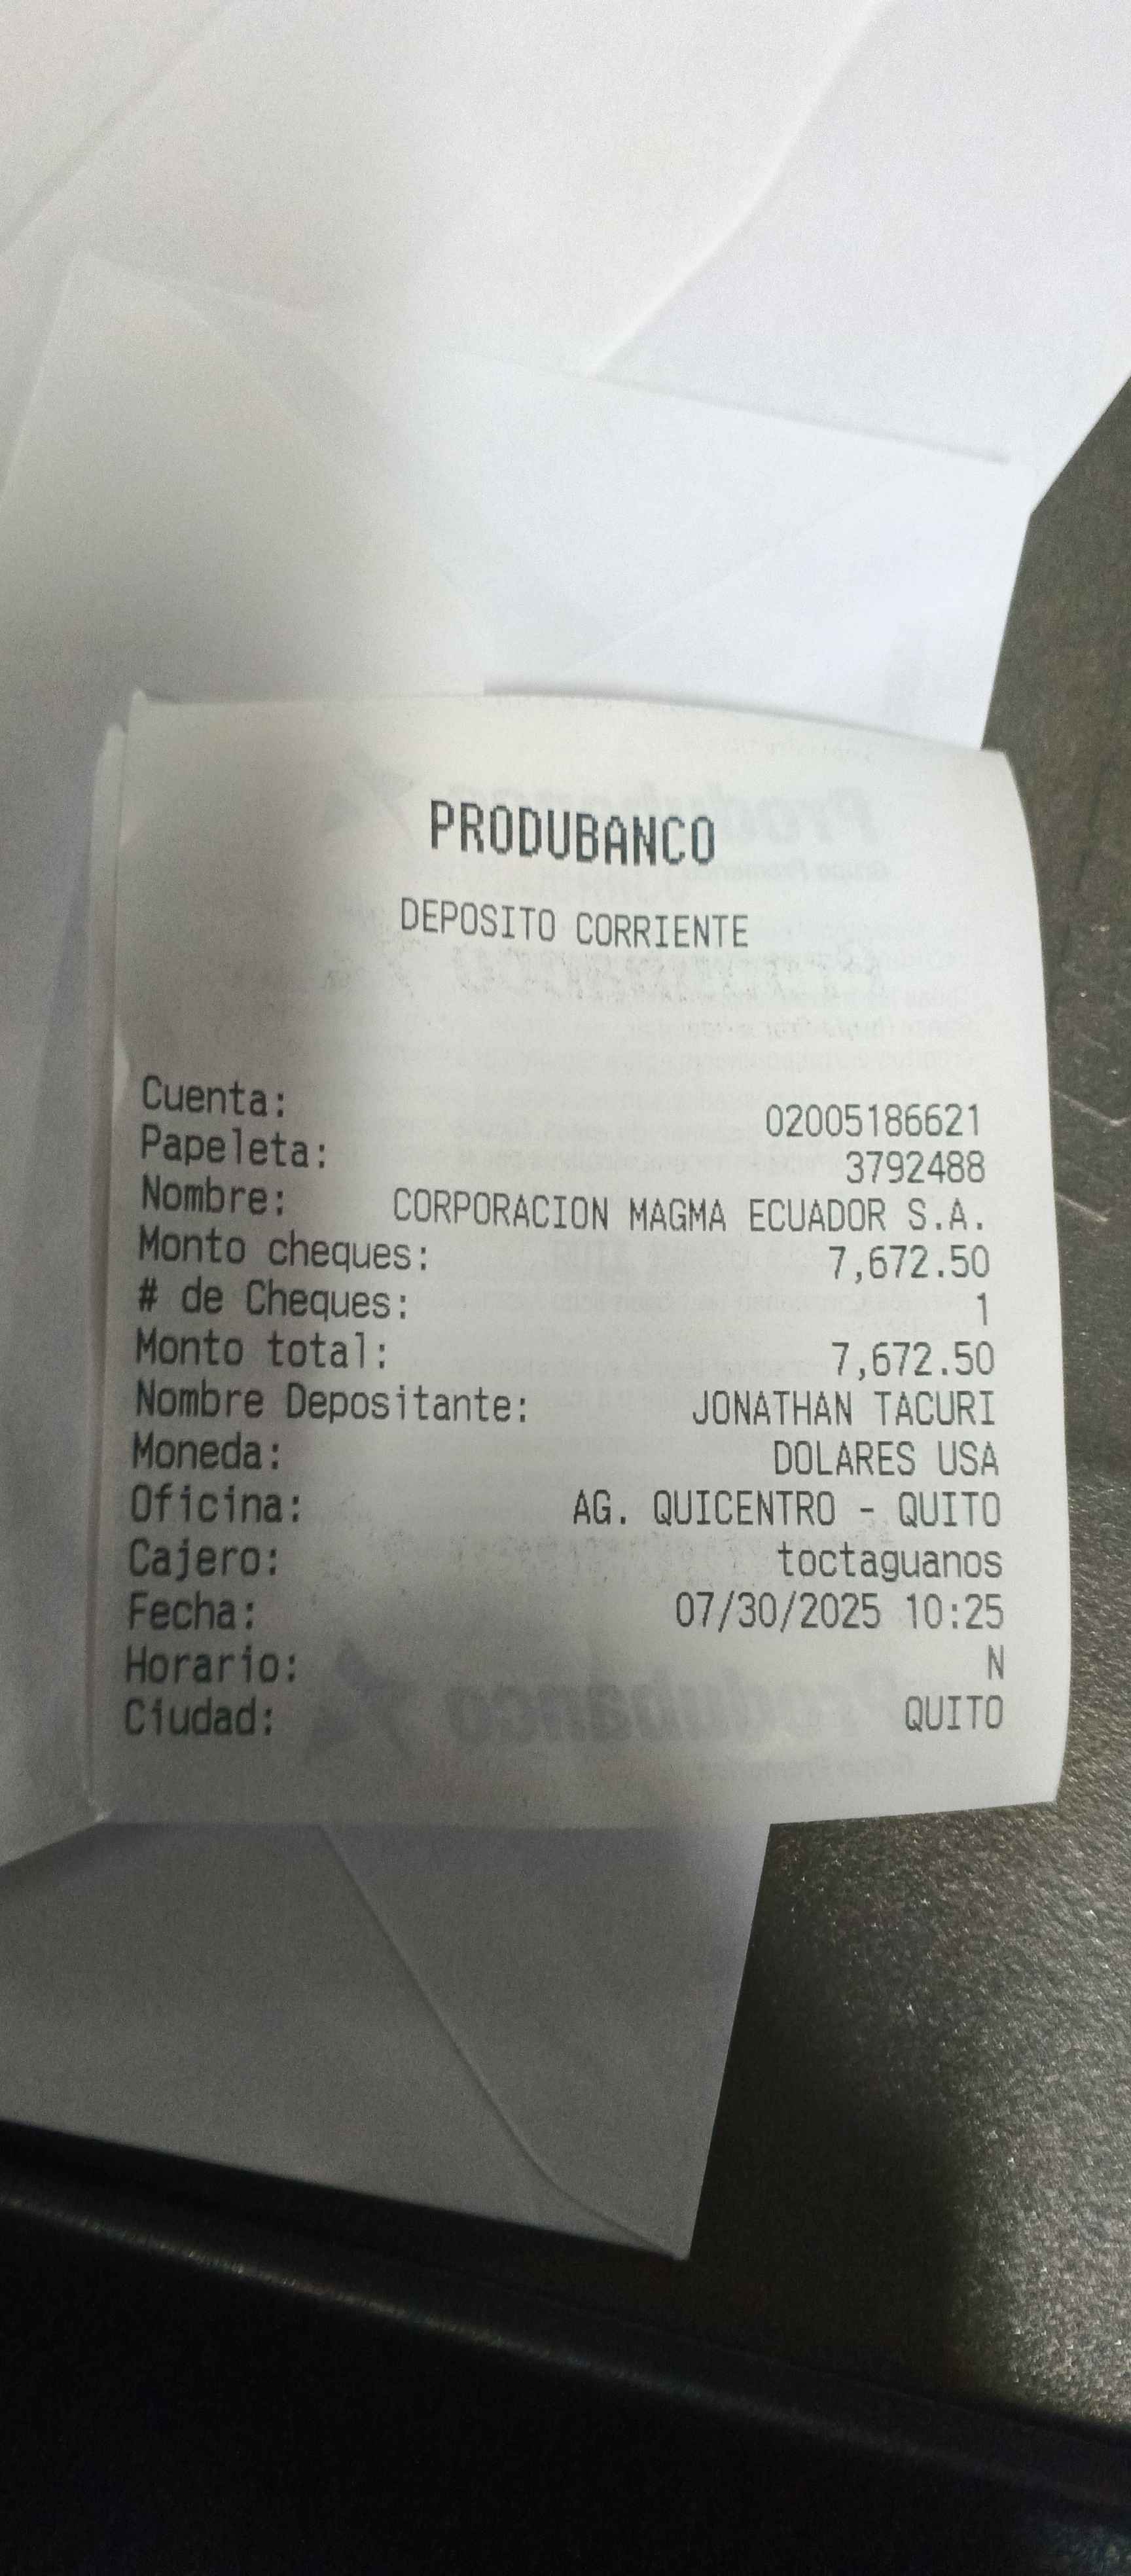 PRODUBANCO
DEPOSITO CORRIENTE
Cuenta: 02005186621
Papeleta: 3792488
Nombre: CORPORACION MAGMA ECUADOR S.A.
Monto cheques: 7,672.50
# de Cheques: 1
Monto total: 7,672.50
Nombre Depositante: JONATHAN TACURI
Moneda: DOLARES USA
Oficina: AG. QUICENTRO - QUITO
Cajero: toctaguanos
Fecha: 07/30/2025 10:25
Horario: N
Ciudad: QUITO